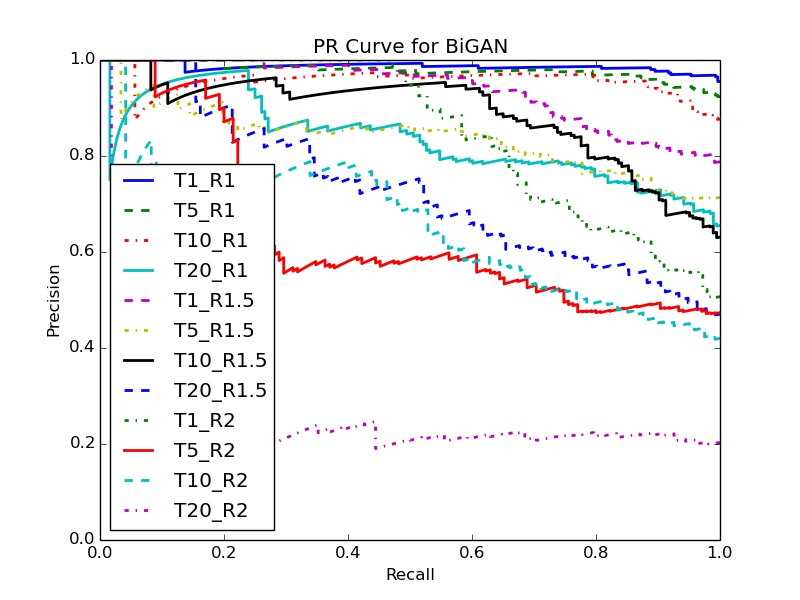 PR Curve for BiGAN
1.0
0.8
0.6
0.4
0.2
0.0
Precision
T1_R1
T5_R1
T10_R1
T20_R1
T1_R1.5
T5_R1.5
T10_R1.5
T20_R1.5
T1_R2
T5_R2
T10_R2
T20_R2
0.0 0.2 0.4 0.6 0.8 1.0
Recall